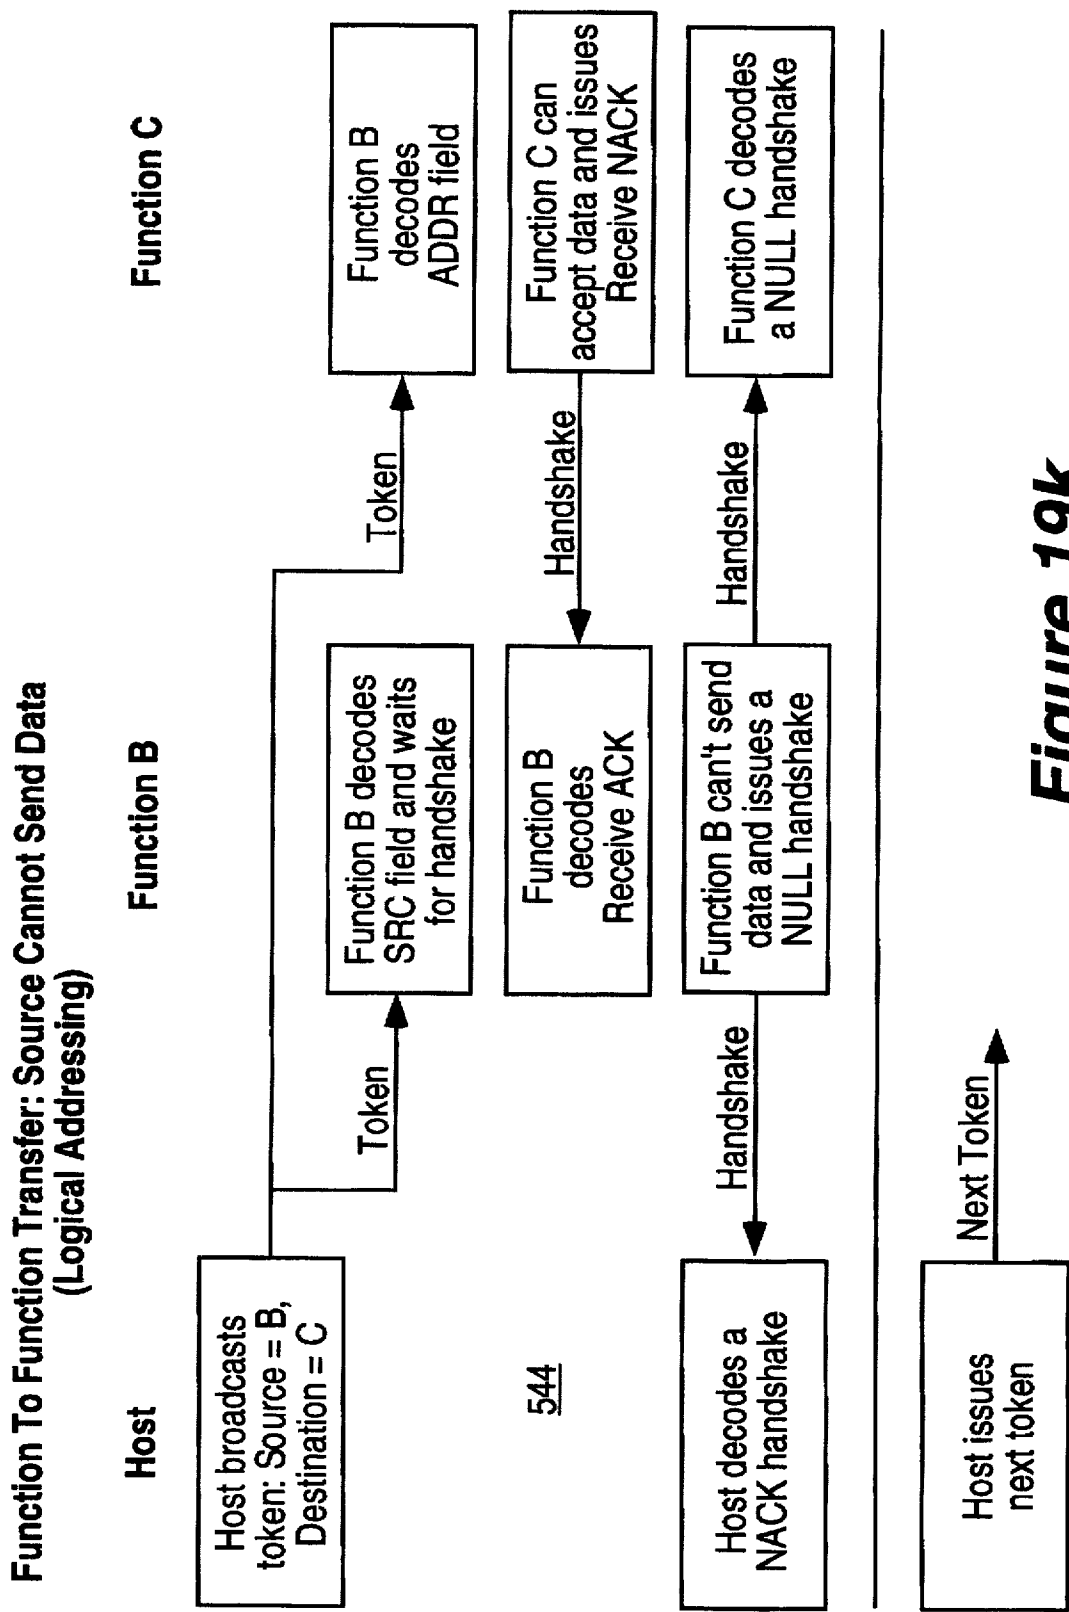 Function To Function Transfer: Source Cannot Send Data
(Logical Addressing)
Host
Function B
Function C
Host broadcasts
token: Source = B,
Destination = C
Token
Function B decodes
SRC field and waits
for handshake
Token
Function B
decodes
ADDR field
544
Function B
decodes
Receive ACK
Handshake
Function C can
accept data and issues
Receive NACK
Host decodes a
NACK handshake
Handshake
Function B can't send
data and issues a
NULL handshake
Handshake
Function C decodes
a NULL handshake
Host issues
next token
Next Token
Figure 19k